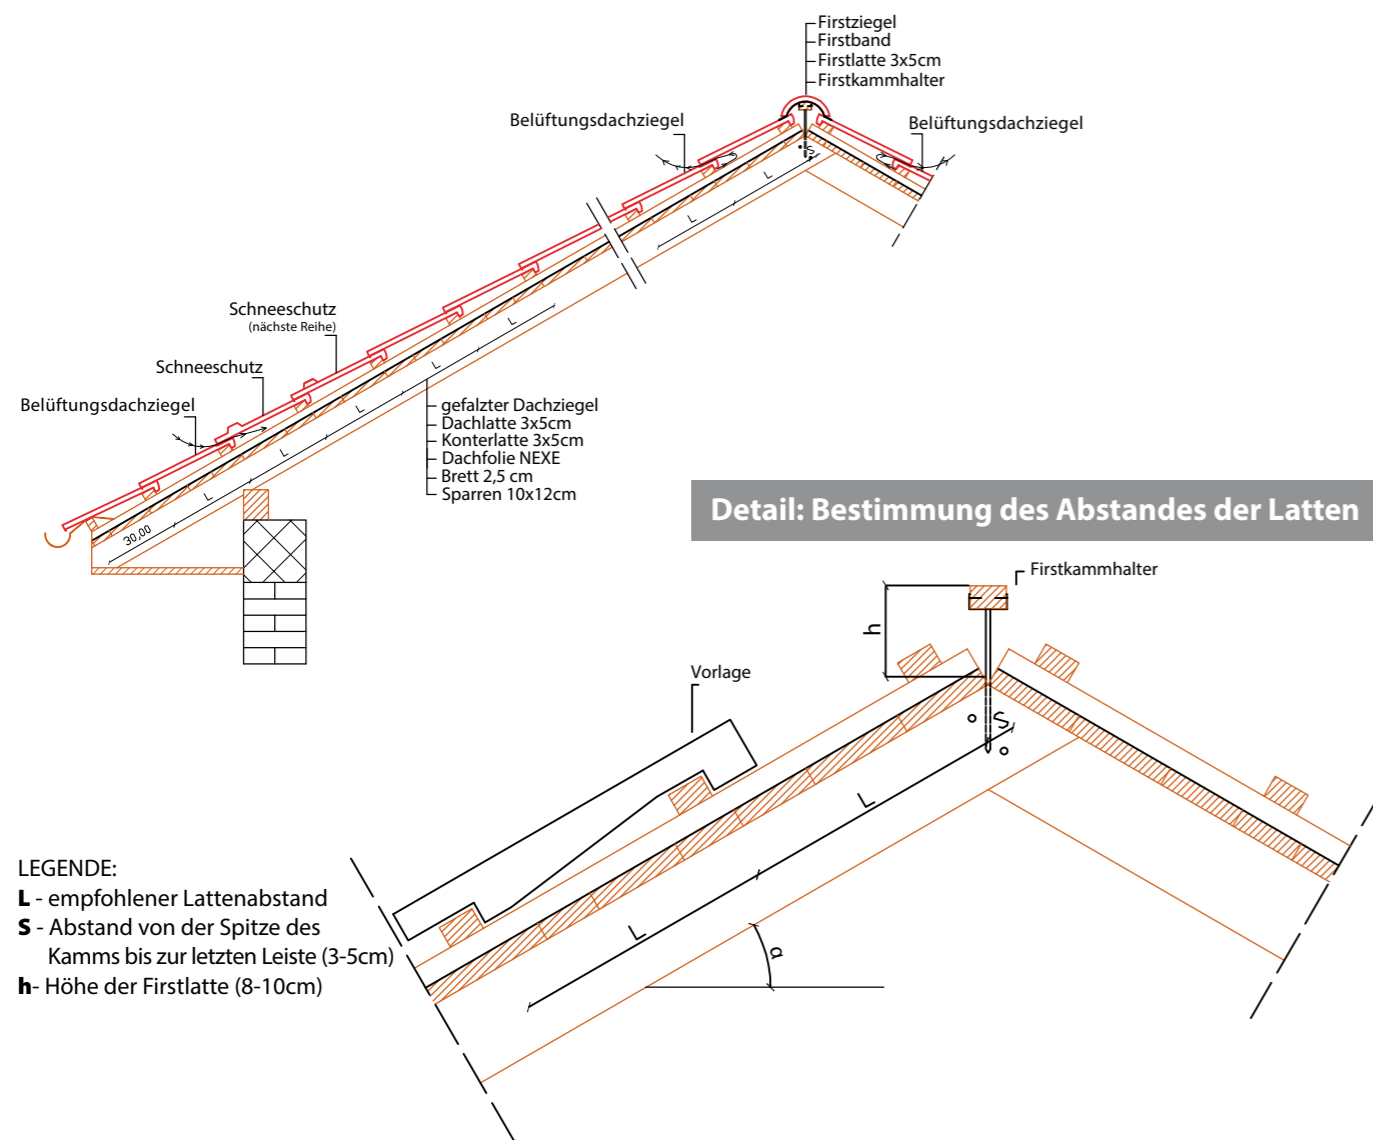 Firstziegel
Firstband
Firstlatte 3x5cm
Firstkammhalter
Belüftungsdachziegel
Belüftungsdachziegel
S
L
L
Schneeschutz
(nächste Reihe)
L
Schneeschutz
L
L
Belüftungsdachziegel
gefalzter Dachziegel
Dachlatte 3x5cm
Konterlatte 3x5cm
Dachfolie NEXE
Brett 2,5 cm
Sparren 10x12cm
L
L
30,00
Detail: Bestimmung des Abstandes der Latten
Firstkammhalter
h
Vorlage
S
L
L
α
LEGENDE:
L - empfohlener Lattenabstand
S - Abstand von der Spitze des
Kamms bis zur letzten Leiste (3-5cm)
h- Höhe der Firstlatte (8-10cm)